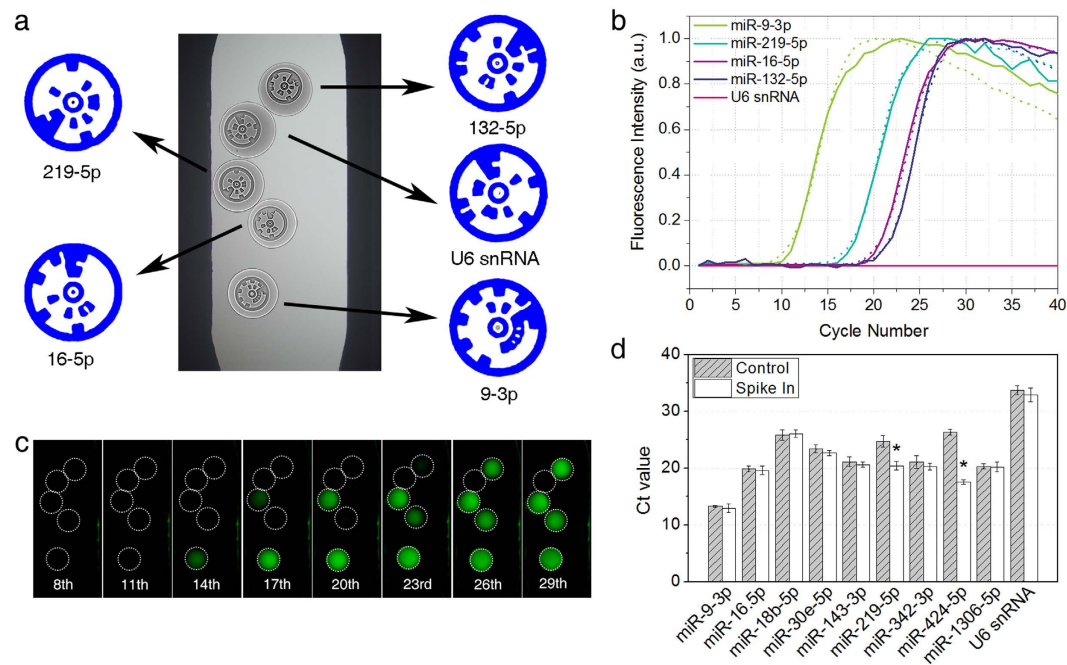 a
219-5p
16-5p
132-5p
U6 snRNA
9-3p
b
Fluorescence Intensity (a.u.)
1.0
0.8
0.6
0.4
0.2
0.0
miR-9-3p
miR-219-5p
miR-16-5p
miR-132-5p
U6 snRNA
0 5 10 15 20 25 30 35 40
Cycle Number
c
8th 11th 14th 17th 20th 23rd 26th 29th
d
Ct value
40
30
20
10
0
Control
Spike In
*
*
miR-9-3p
miR-16.5p
miR-18b-5p
miR-30e-5p
miR-143-3p
miR-219-5p
miR-342-3p
miR-424-5p
miR-1306-5p
U6 snRNA